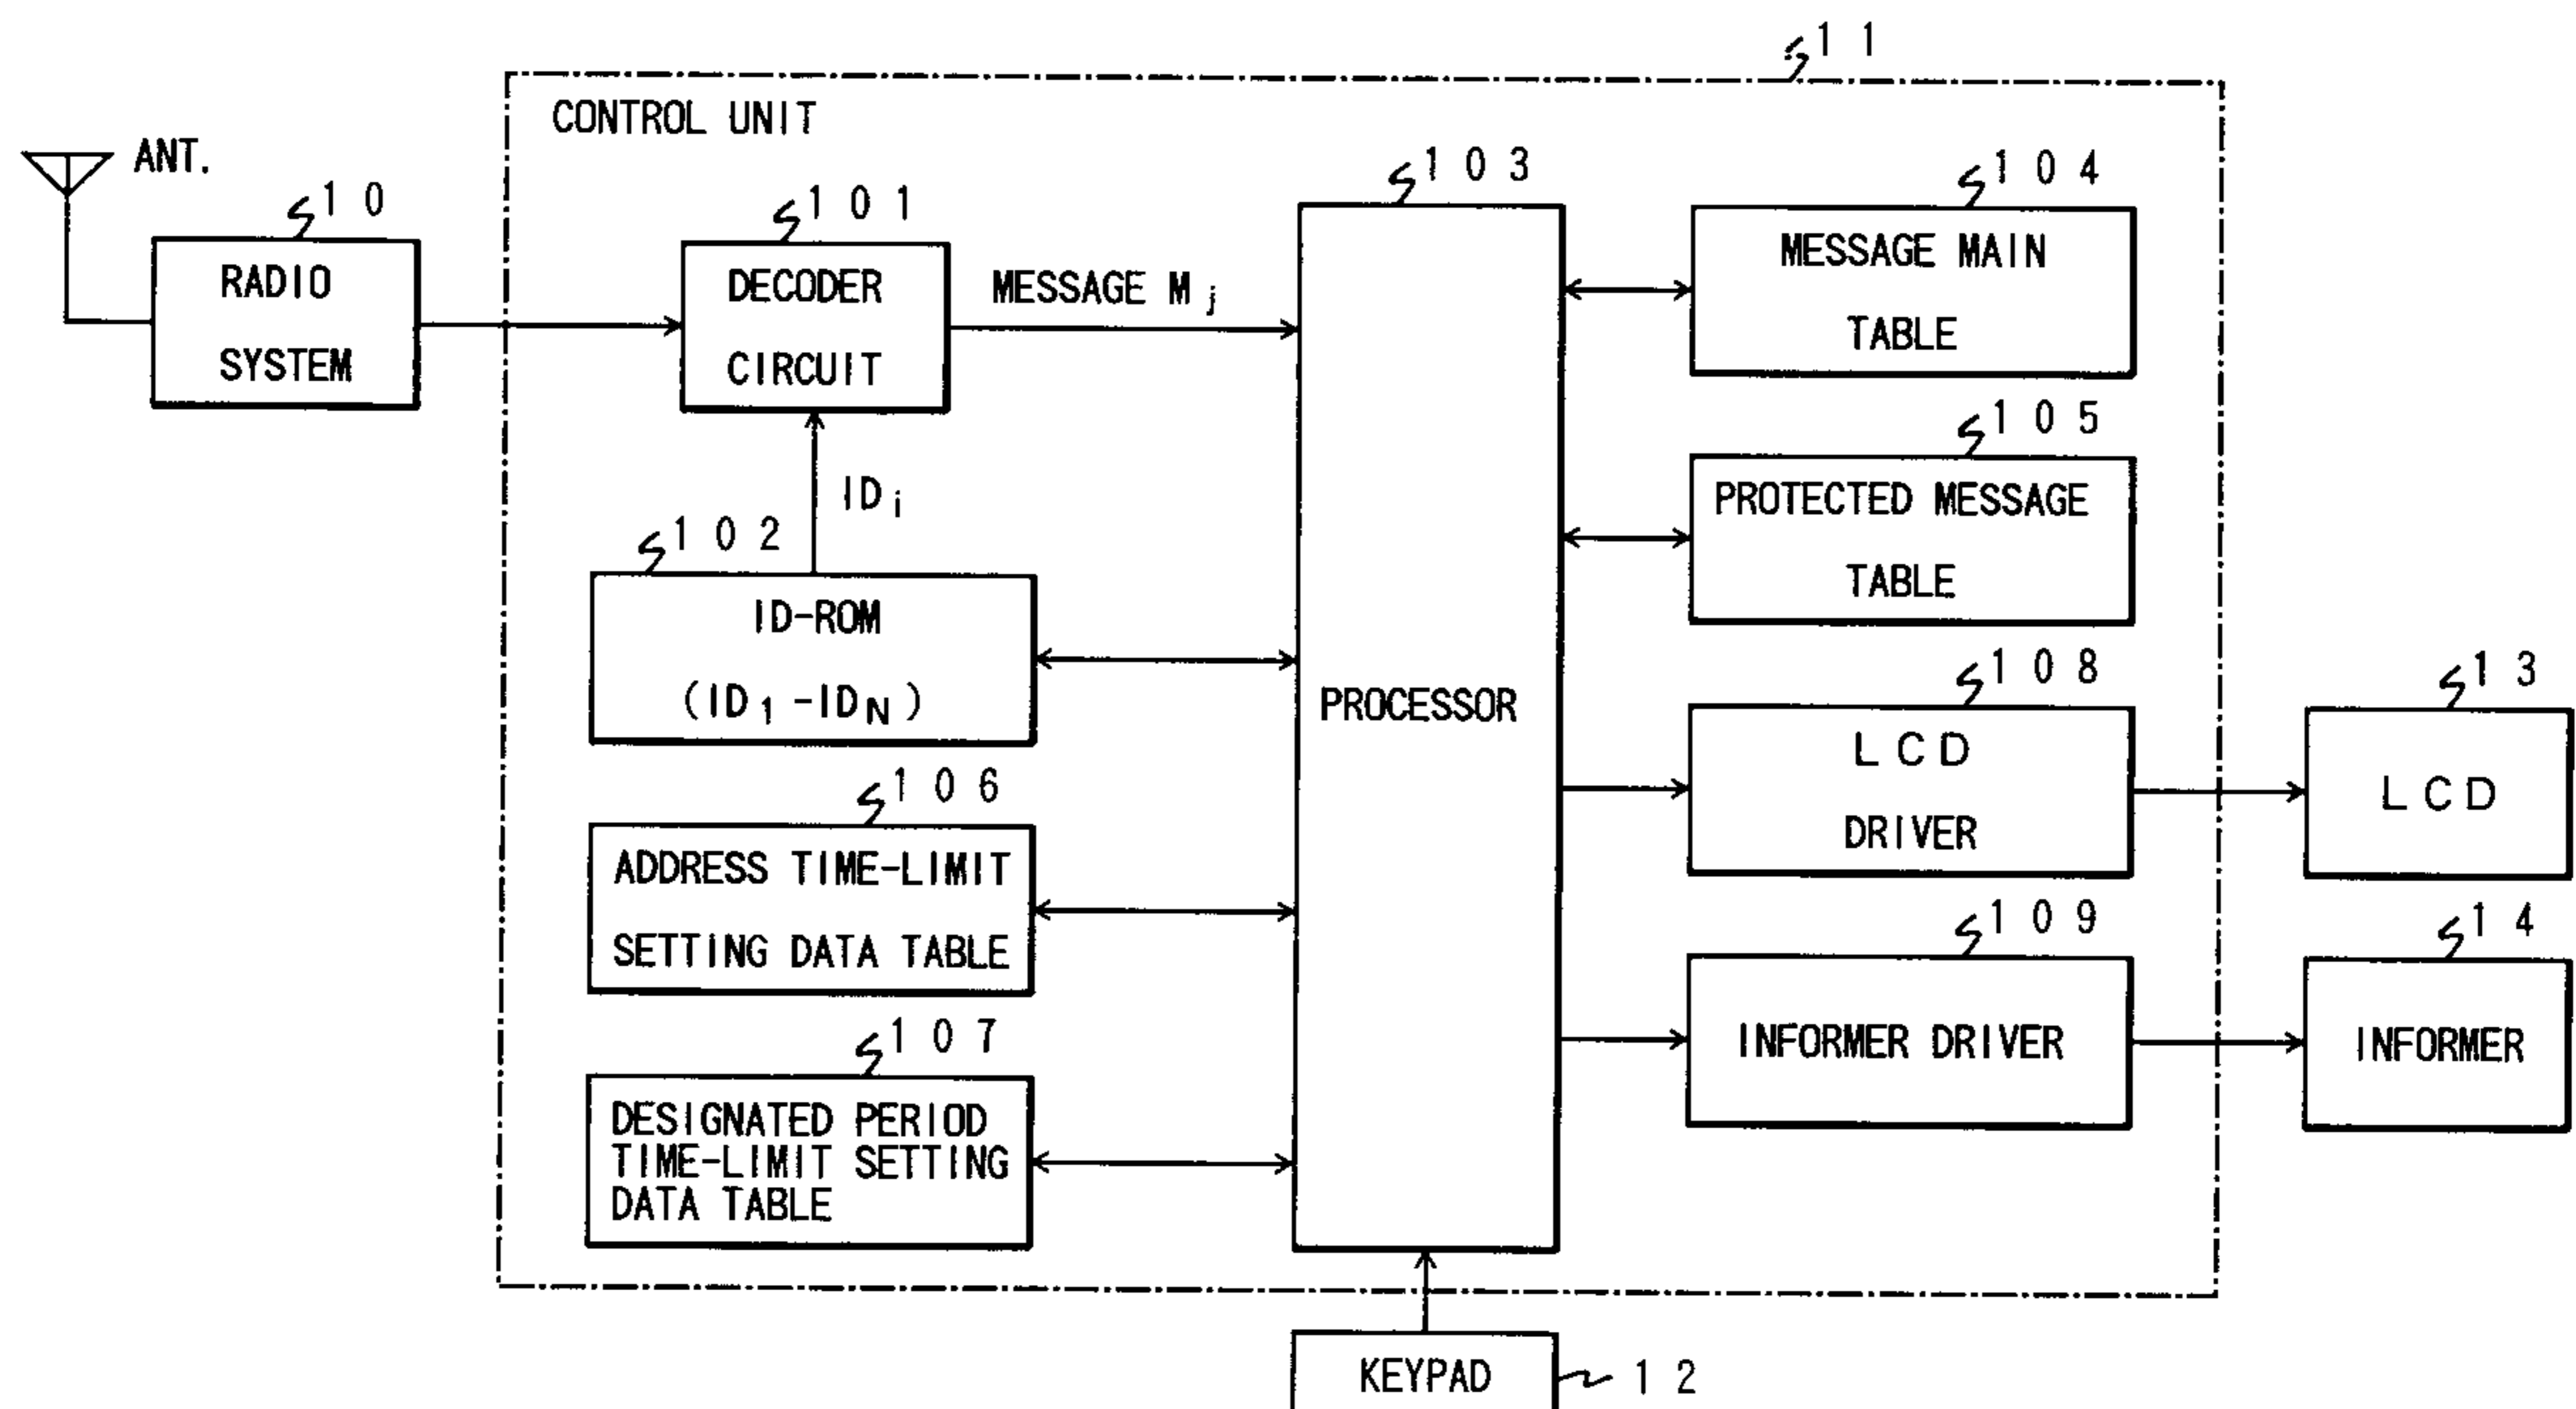 11
CONTROL UNIT
ANT.
10
RADIO
SYSTEM
101
DECODER
CIRCUIT
MESSAGE Mj
103
PROCESSOR
104
MESSAGE MAIN
TABLE
105
PROTECTED MESSAGE
TABLE
IDi
102
ID-ROM
(ID1-IDN)
106
ADDRESS TIME-LIMIT
SETTING DATA TABLE
107
DESIGNATED PERIOD
TIME-LIMIT SETTING
DATA TABLE
108
LCD
DRIVER
13
LCD
109
INFORMER DRIVER
14
INFORMER
KEYPAD
12